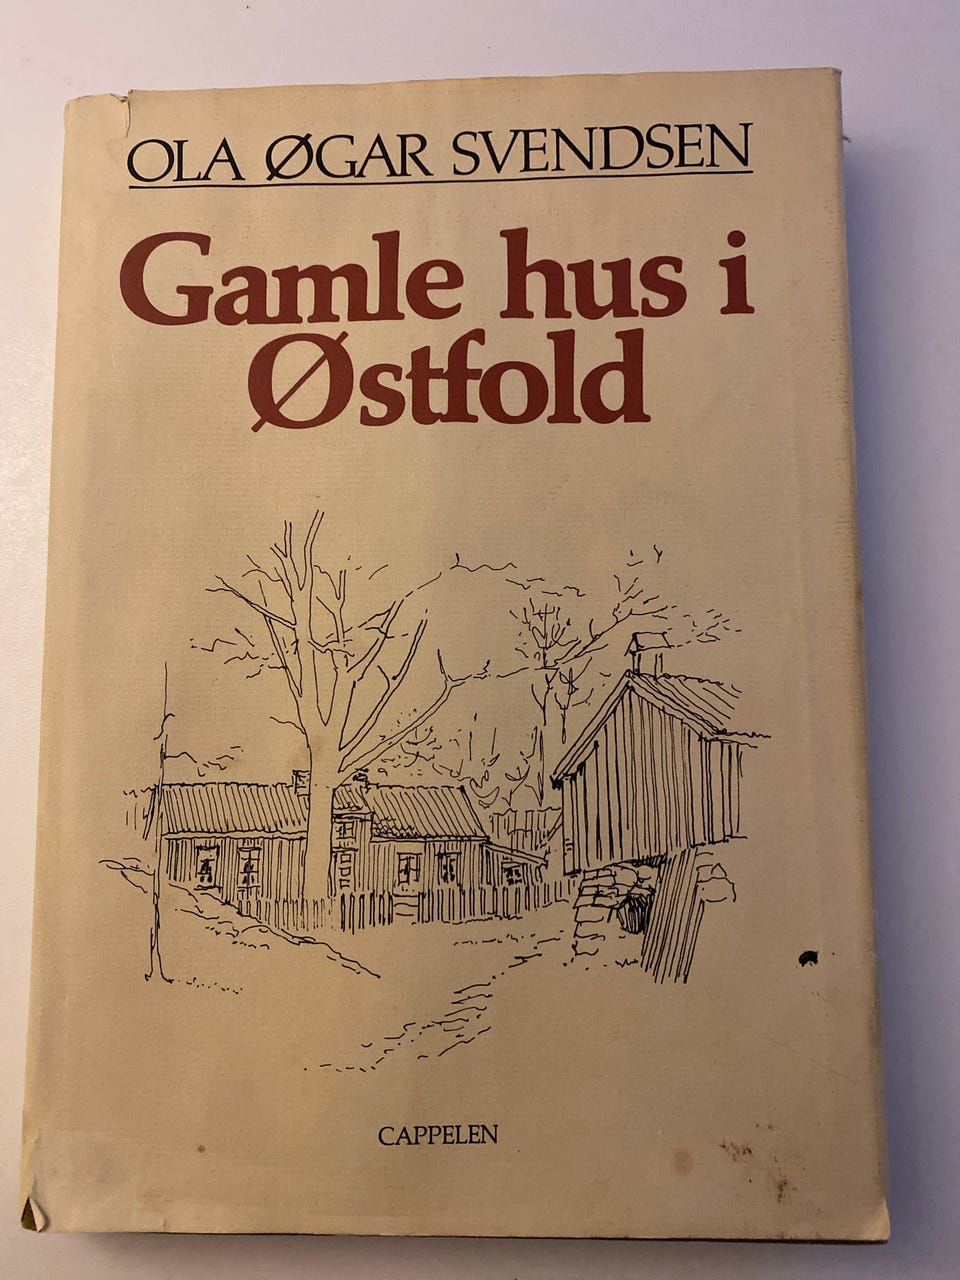 OLA ØGAR SVENDSEN
Gamle hus i
Østfold
CAPPELEN